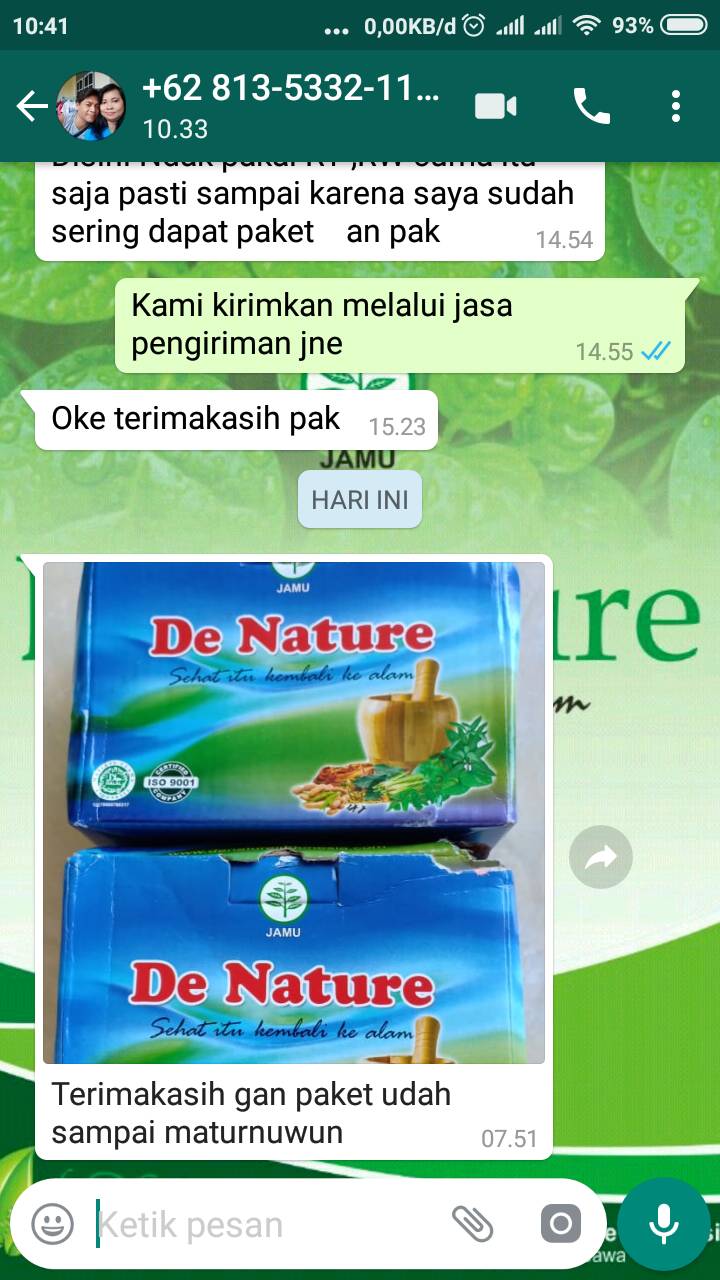 10:41
... 0,00KB/d
93%
+62 813-5332-11...
10.33
saja pasti sampai karena saya sudah
sering dapat paket an pak
14.54
Kami kirimkan melalui jasa
pengiriman jne
14.55
Oke terimakasih pak
15.23
JAMU
HARI INI
ure
JAMU
De Nature
Sehat itu kembali ke alam
CERTIFIED
ISO 9001
COMPANY
JAMU
De Nature
Sehat itu kembali ke alam
Terimakasih gan paket udah
sampai maturnuwun
07.51
Ketik pesan